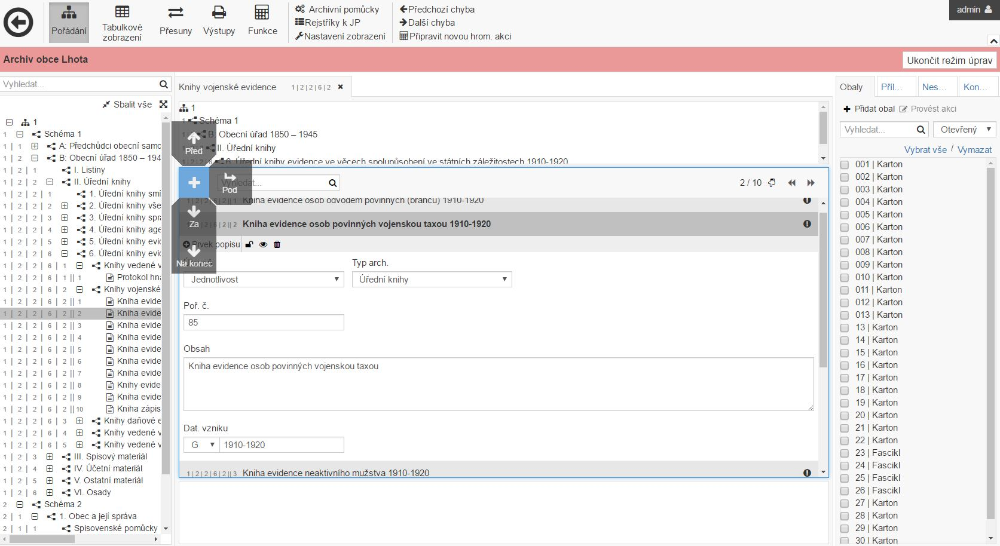 Pořádání
Tabulkové
zobrazení
Přesuny
Výstupy
Funkce
Archivní pomůcky
Rejstříky k JP
Nastavení zobrazení
Předchozí chyba
Další chyba
Připravit novou hrom. akci
admin
Archiv obce Lhota
Ukončit režim úprav
Vyhledat...
Sbalit vše
1
1 Schéma 1
1 | 1 A: Předchůdci obecní samo
1 | 2 B: Obecní úřad 1850 – 194
1 | 2 | 1 I. Listiny
1 | 2 | 2 II. Úřední knihy
1 | 2 | 2 | 1 1. Úřední knihy smí
1 | 2 | 2 | 2 2. Úřední knihy vše
1 | 2 | 2 | 3 3. Úřední knihy spr
1 | 2 | 2 | 4 4. Úřední knihy age
1 | 2 | 2 | 5 5. Úřední knihy evi
1 | 2 | 2 | 6 6. Úřední knihy evi
1 | 2 | 2 | 6 | 1 Knihy vedené v
1 | 2 | 2 | 6 | 1 || 1 Protokol hna
1 | 2 | 2 | 6 | 2 Knihy vojenské
1 | 2 | 2 | 6 | 2 || 1 Kniha evide
1 | 2 | 2 | 6 | 2 || 2 Kniha evide
1 | 2 | 2 | 6 | 2 || 3 Kniha evide
1 | 2 | 2 | 6 | 2 || 4 Kniha evide
1 | 2 | 2 | 6 | 2 || 5 Kniha evide
1 | 2 | 2 | 6 | 2 || 6 Kniha evide
1 | 2 | 2 | 6 | 2 || 7 Kniha evide
1 | 2 | 2 | 6 | 2 || 8 Knihy evide
1 | 2 | 2 | 6 | 2 || 9 Kniha evide
1 | 2 | 2 | 6 | 2 || 10 Kniha zápis
1 | 2 | 2 | 6 | 3 Knihy daňové e
1 | 2 | 2 | 6 | 4 Knihy vedené v
1 | 2 | 2 | 6 | 5 Knihy vedené v
1 | 2 | 3 III. Spisový materiál
1 | 2 | 4 IV. Účetní materiál
1 | 2 | 5 V. Ostatní materiál
1 | 2 | 6 VI. Osady
2 Schéma 2
2 | 1 1. Obec a její správa
2 | 1 | 1 Spisovenské pomůcky
Knihy vojenské evidence 1 | 2 | 2 | 6 | 2
1
1 Schéma 1
B: Obecní úřad 1850 – 1945
II. Úřední knihy
1 | 2 | 2 | 6 6. Úřední knihy evidence ve věcech spolupůsobení ve státních záležitostech 1910-1920
Před
Pod
Za
Na konec
Vyhledat...
2 / 10
1 | 2 | 2 | 6 | 2 || 1 Kniha evidence osob odvodem povinných (branců) 1910-1920
1 | 2 | 2 | 6 | 2 || 2 Kniha evidence osob povinných vojenskou taxou 1910-1920
Prvek popisu
Typ arch.
Jednotlivost
Úřední knihy
Poř. č.
85
Obsah
Kniha evidence osob povinných vojenskou taxou
Dat. vzniku
G 1910-1920
1 | 2 | 2 | 6 | 2 || 3 Kniha evidence neaktivního mužstva 1910-1920
Obaly
Příl...
Nes...
Kon...
Přidat obal
Provést akci
Vyhledat...
Otevřený
Vybrat vše / Vymazat
001 | Karton
002 | Karton
003 | Karton
004 | Karton
005 | Karton
006 | Karton
007 | Karton
008 | Karton
009 | Karton
010 | Karton
011 | Karton
012 | Karton
013 | Karton
13 | Karton
14 | Karton
15 | Karton
16 | Karton
17 | Karton
18 | Karton
19 | Karton
20 | Karton
21 | Karton
22 | Karton
23 | Fascikl
24 | Fascikl
25 | Fascikl
26 | Fascikl
27 | Karton
28 | Karton
29 | Karton
30 | Karton